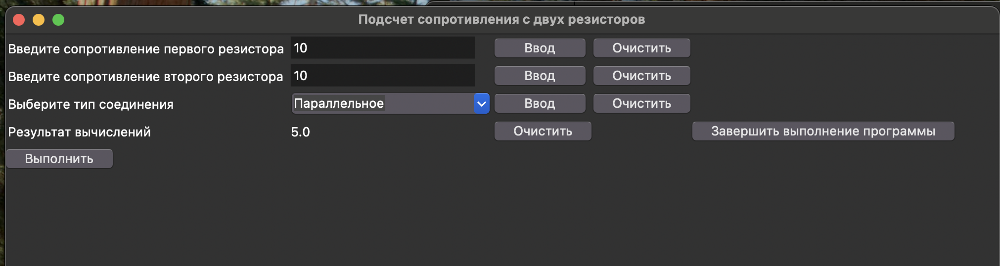 Подсчет сопротивления с двух резисторов
Введите сопротивление первого резистора 10 Ввод Очистить
Введите сопротивление второго резистора 10 Ввод Очистить
Выберите тип соединения Параллельное Ввод Очистить
Результат вычислений 5.0 Очистить Завершить выполнение программы
Выполнить